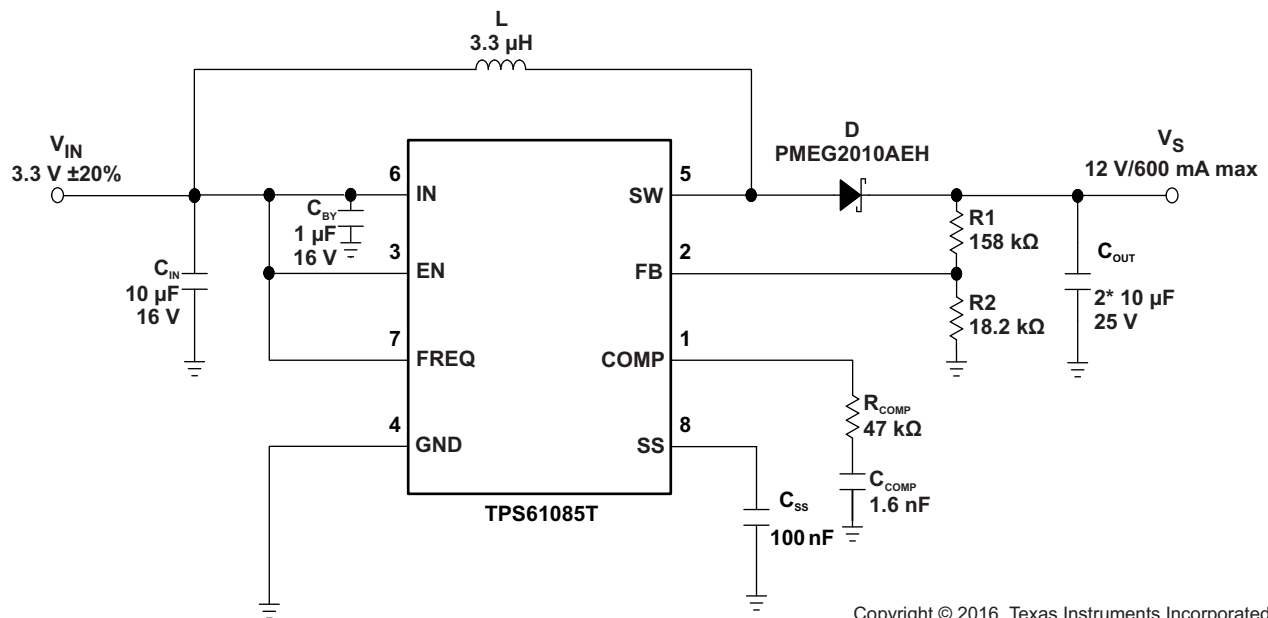 L
3.3 µH
V_IN
3.3 V ±20%
C_IN
10 µF
16 V
C_BY
1 µF
16 V
6
IN
3
EN
7
FREQ
4
GND
5
SW
2
FB
1
COMP
8
SS
TPS61085T
D
PMEG2010AEH
V_S
12 V/600 mA max
R1
158 kΩ
R2
18.2 kΩ
C_OUT
2* 10 µF
25 V
R_COMP
47 kΩ
C_COMP
1.6 nF
C_SS
100 nF
Copyright © 2016, Texas Instruments Incorporated